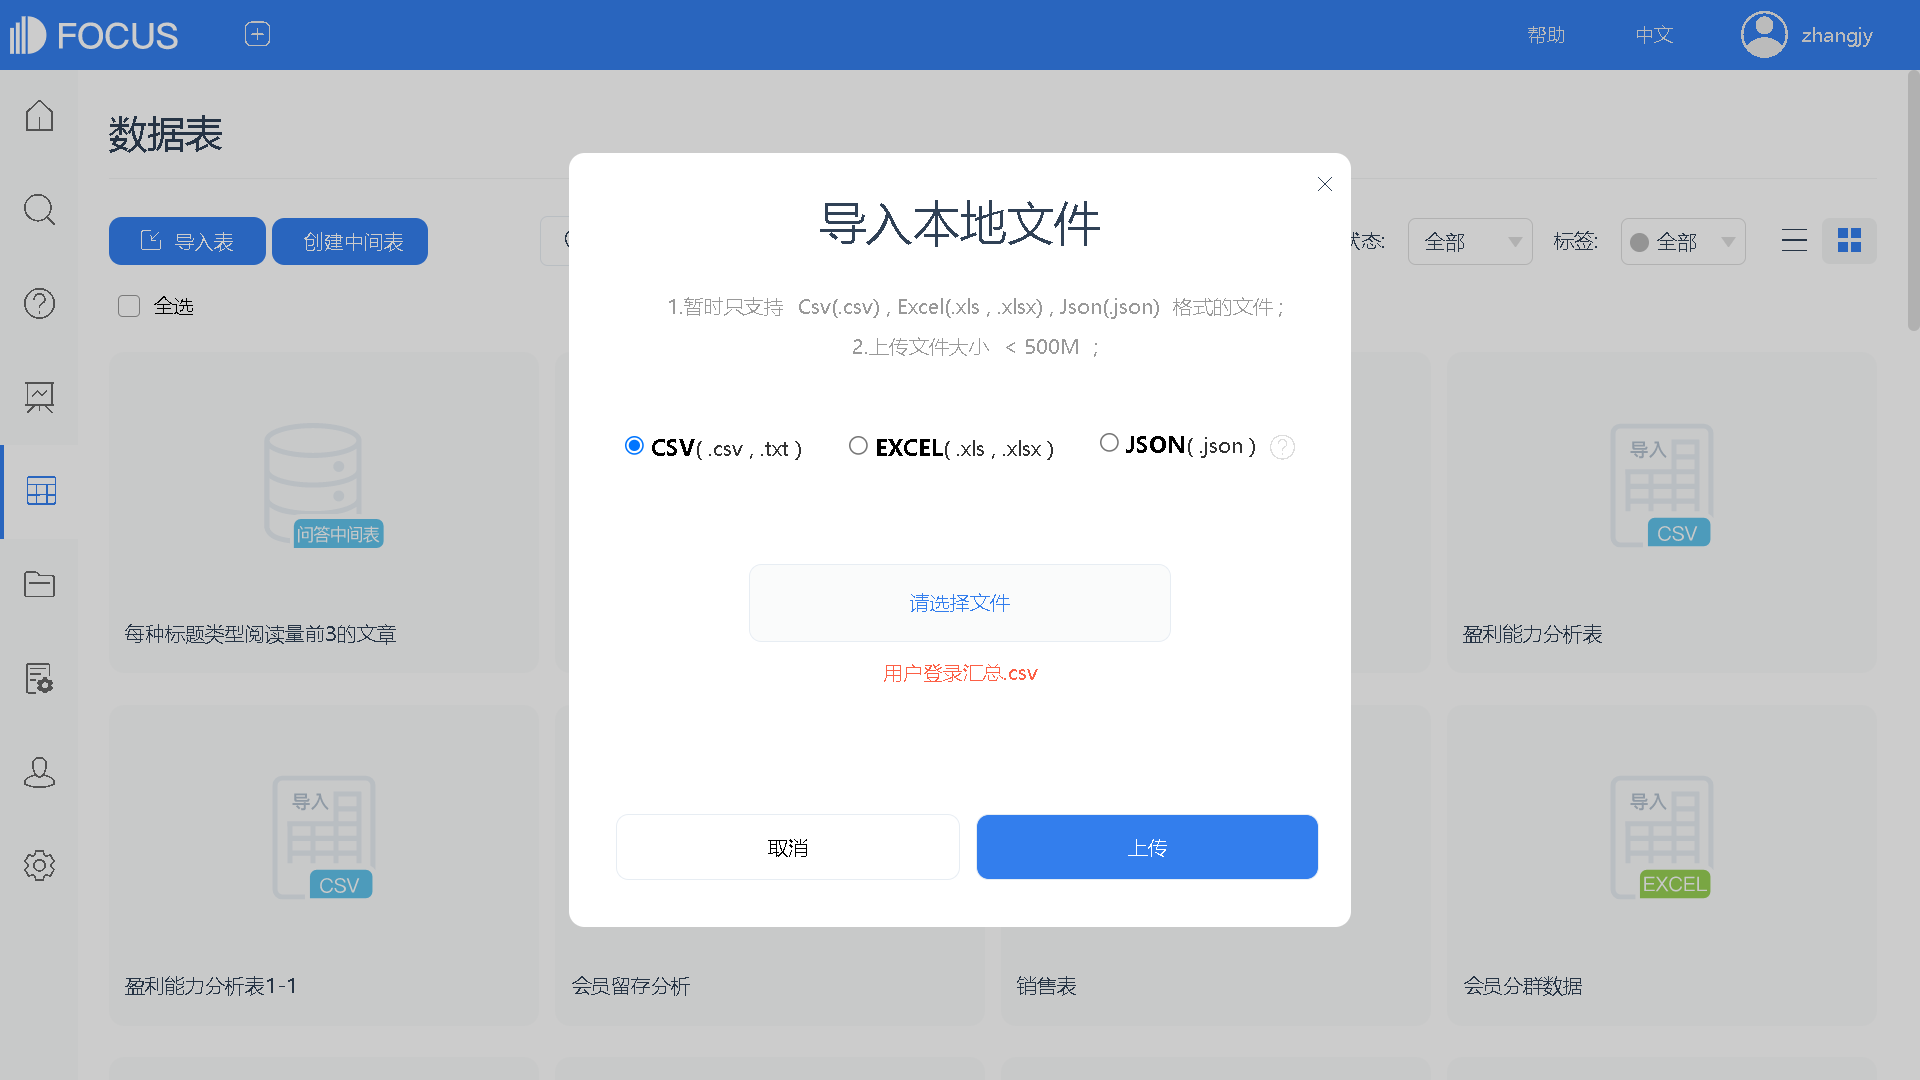 FOCUS
帮助
中文
zhangjy
数据表
导入表
创建中间表
状态:
全部
标签:
全部
全选
导入本地文件
1.暂时只支持 Csv(.csv) , Excel(.xls , .xlsx) , Json(.json) 格式的文件 ;
2.上传文件大小 < 500M ;
CSV( .csv , .txt )
EXCEL( .xls , .xlsx )
JSON( .json )
请选择文件
用户登录汇总.csv
取消
上传
问答中间表
每种标题类型阅读量前3的文章
导入
CSV
盈利能力分析表
导入
CSV
盈利能力分析表1-1
会员留存分析
销售表
导入
EXCEL
会员分群数据